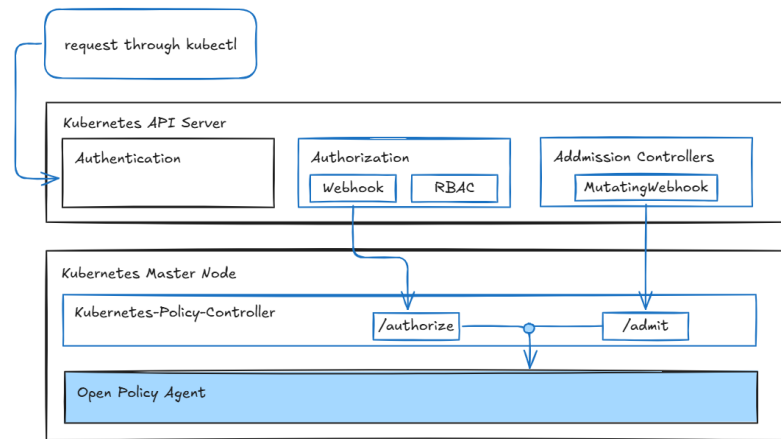 request through kubectl
Kubernetes API Server
Authentication
Authorization
Webhook
RBAC
Addmission Controllers
MutatingWebhook
Kubernetes Master Node
Kubernetes-Policy-Controller
/authorize
/admit
Open Policy Agent